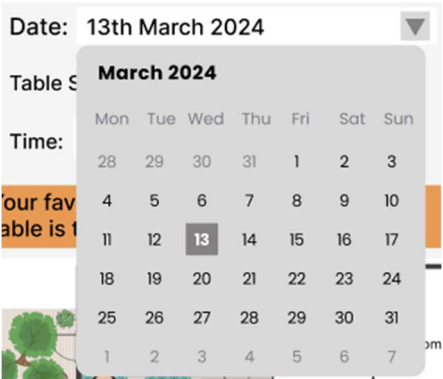 Date: 13th March 2024
March 2024
Table S
Mon Tue Wed Thu Fri Sat Sun
Time:
28 29 30 31 1 2 3
4 5 6 7 8 9 10
our fav
able is t
11 12 13 14 15 16 17
18 19 20 21 22 23 24
25 26 27 28 29 30 31
om
1 2 3 4 5 6 7